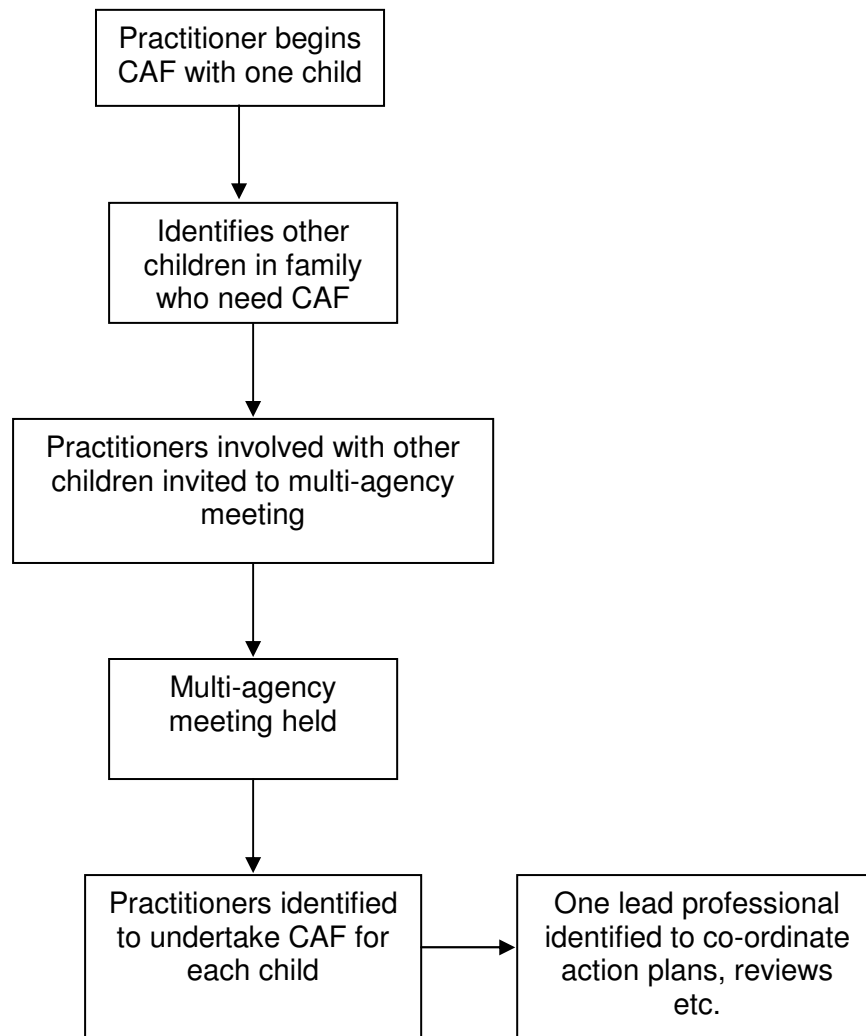 Practitioner begins
CAF with one child
Identifies other
children in family
who need CAF
Practitioners involved with other
children invited to multi-agency
meeting
Multi-agency
meeting held
Practitioners identified
to undertake CAF for
each child
One lead professional
identified to co-ordinate
action plans, reviews
etc.